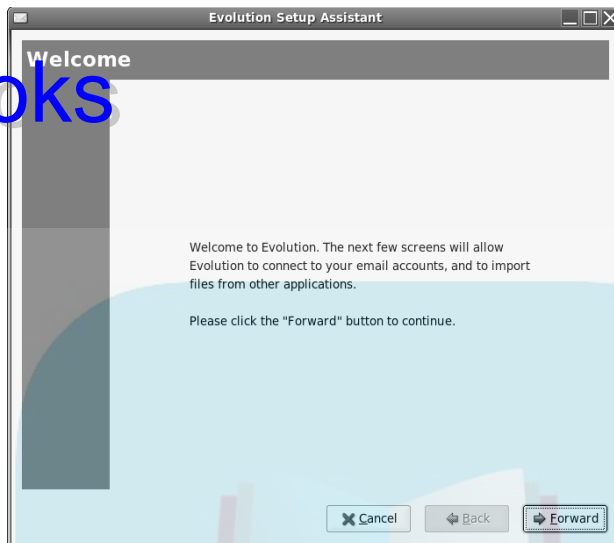 Evolution Setup Assistant
Welcome
oks
Welcome to Evolution. The next few screens will allow
Evolution to connect to your email accounts, and to import
files from other applications.
Please click the "Forward" button to continue.
Cancel
Back
Forward